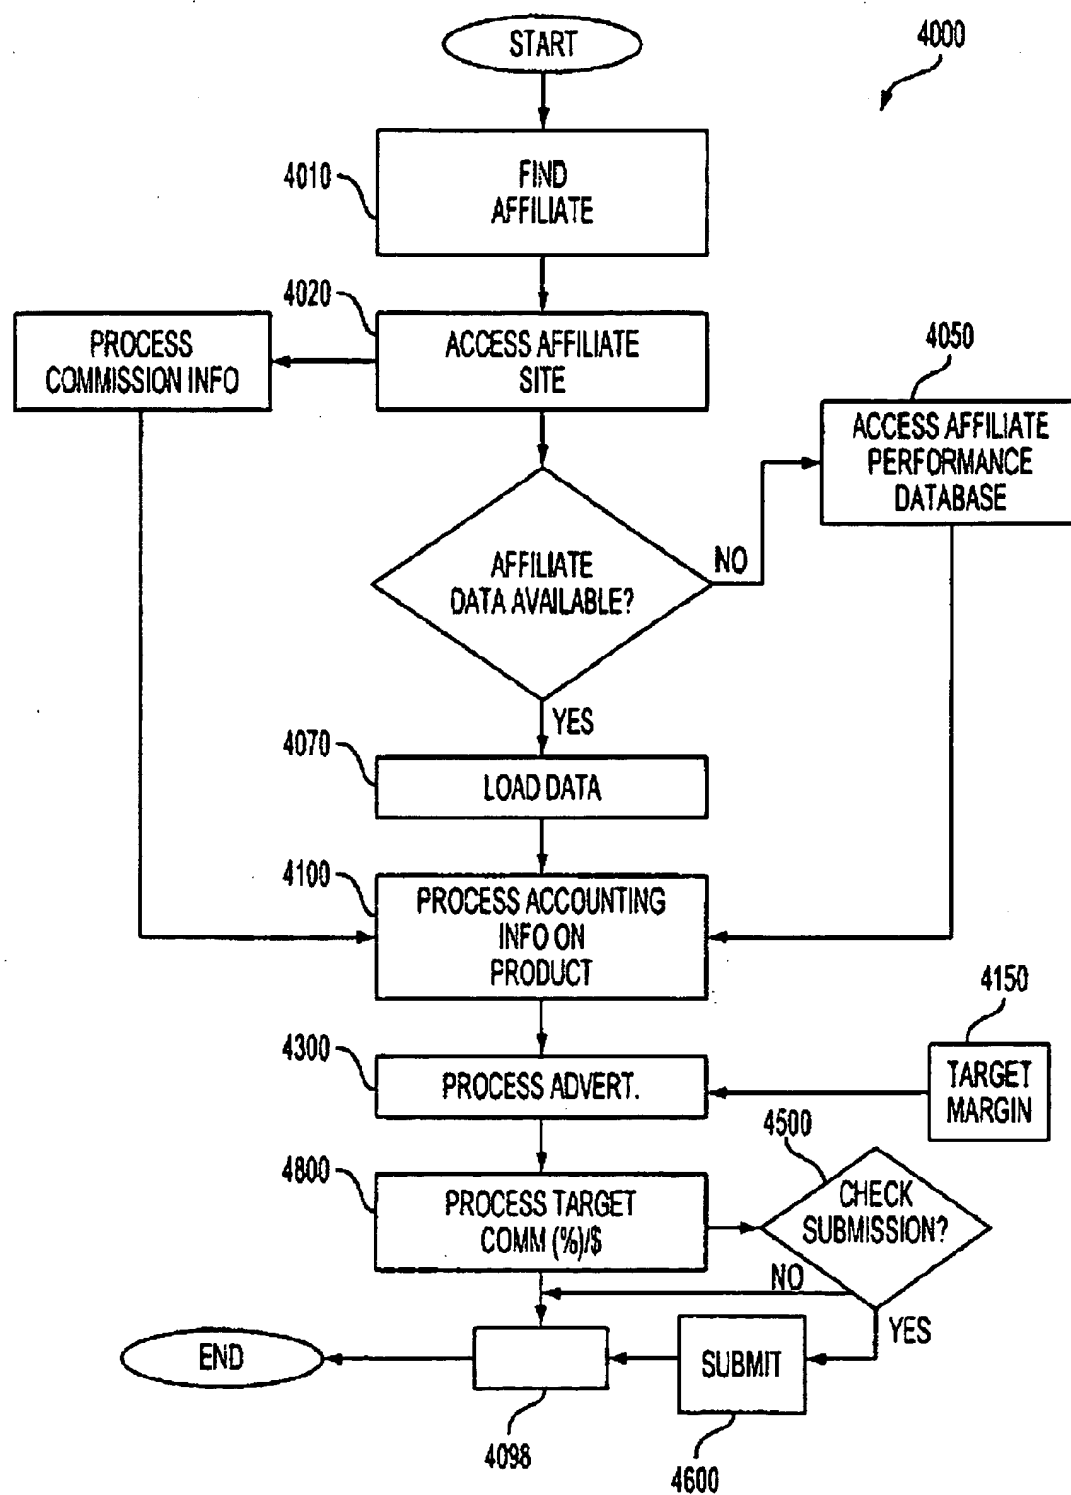 START
4000
4010
FIND
AFFILIATE
4020
PROCESS
COMMISSION INFO
ACCESS AFFILIATE
SITE
4050
ACCESS AFFILIATE
PERFORMANCE
DATABASE
AFFILIATE
DATA AVAILABLE?
NO
YES
4070
LOAD DATA
4100
PROCESS ACCOUNTING
INFO ON
PRODUCT
4150
4300
PROCESS ADVERT.
TARGET
MARGIN
4500
4800
PROCESS TARGET
COMM (%)/$
CHECK
SUBMISSION?
NO
YES
END
SUBMIT
4098
4600